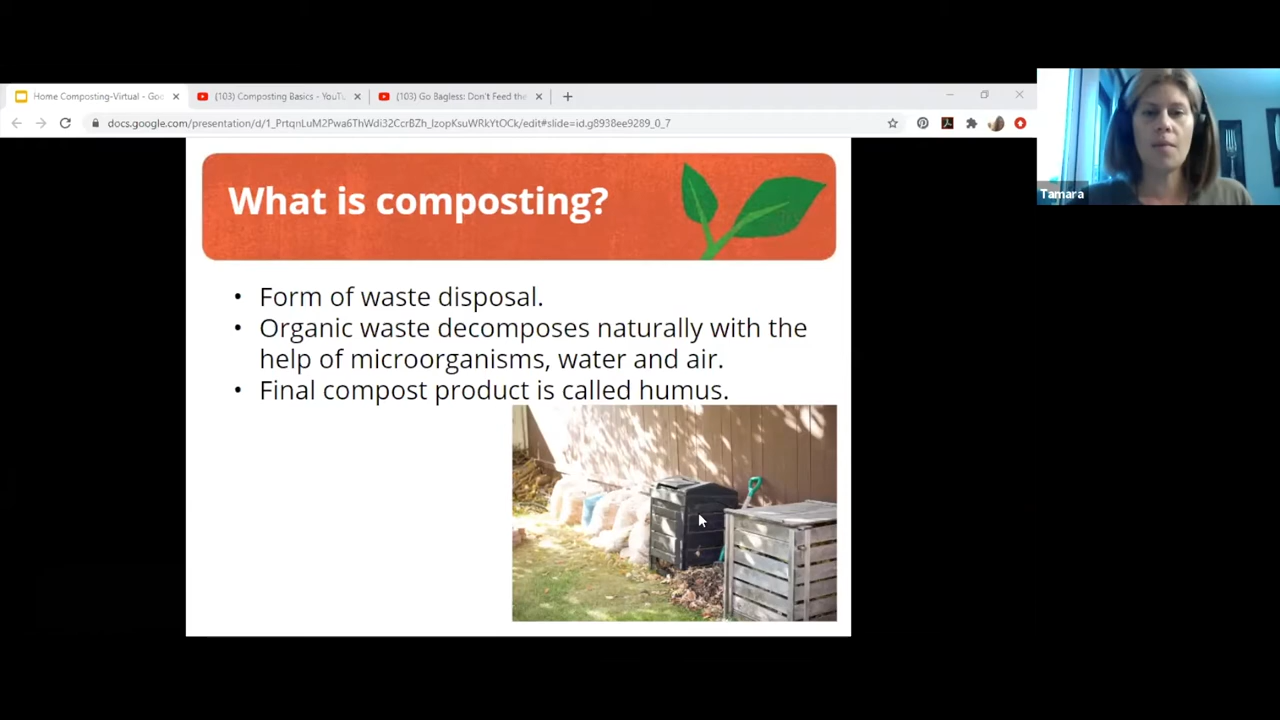 Home Composting-Virtual - Goo
(103) Composting Basics - YouTu
(103) Go Bagless: Don't Feed the
docs.google.com/presentation/d/1_PrtqnLuM2Pwa6ThWdi32CcrBZh_IzopKsuWRkYtOCk/edit#slide=id.g8938ee9289_0_7
Tamara
What is composting?
• Form of waste disposal.
• Organic waste decomposes naturally with the
help of microorganisms, water and air.
• Final compost product is called humus.